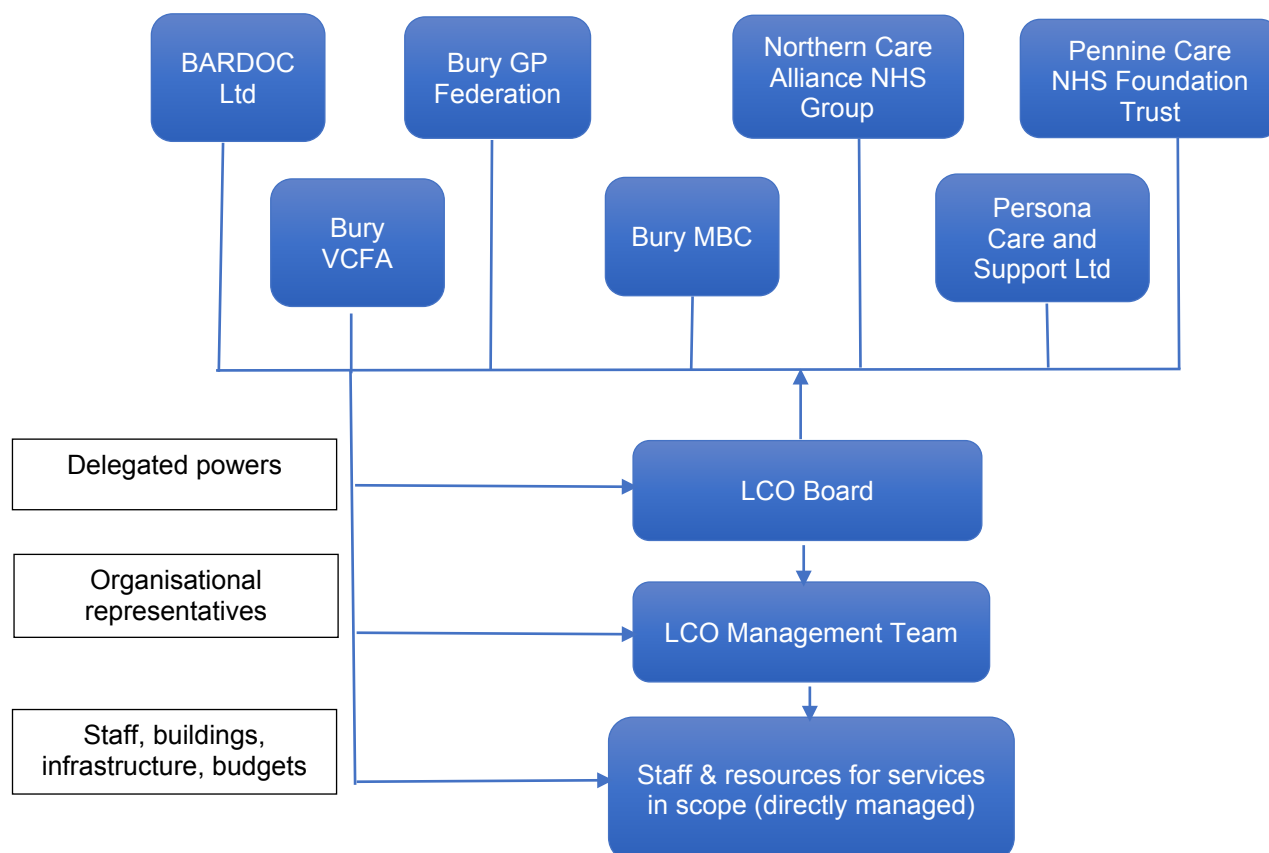 BARDOC
Ltd
Bury GP
Federation
Northern Care
Alliance NHS
Group
Pennine Care
NHS Foundation
Trust
Bury
VCFA
Bury MBC
Persona
Care and
Support Ltd
Delegated powers
LCO Board
Organisational
representatives
LCO Management Team
Staff, buildings,
infrastructure, budgets
Staff & resources for services
in scope (directly managed)